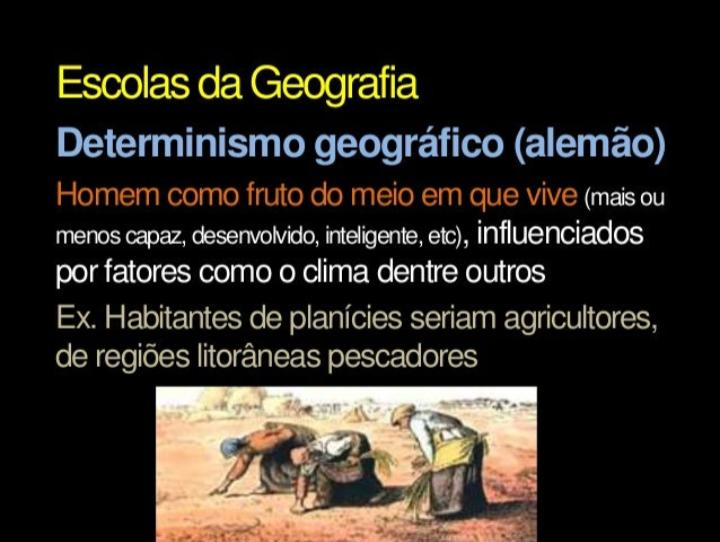 Escolas da Geografia
Determinismo geográfico (alemão)
Homem como fruto do meio em que vive (mais ou
menos capaz, desenvolvido, inteligente, etc), influenciados
por fatores como o clima dentre outros
Ex. Habitantes de planícies seriam agricultores,
de regiões litorâneas pescadores